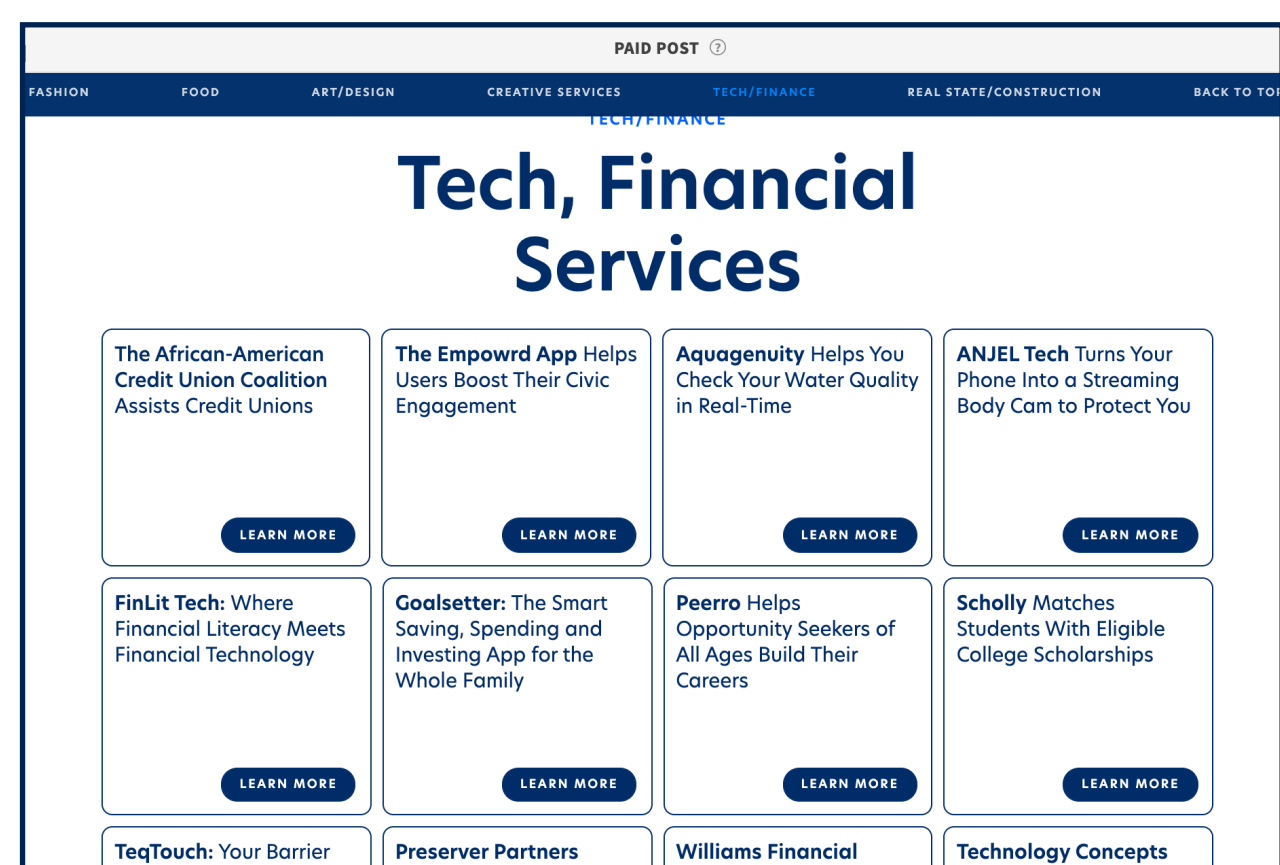 PAID POST ?
FASHION FOOD ART/DESIGN CREATIVE SERVICES TECH/FINANCE REAL STATE/CONSTRUCTION BACK TO TOP
TECH/FINANCE
Tech, Financial
Services
The African-American
Credit Union Coalition
Assists Credit Unions
LEARN MORE
The Empowrd App Helps
Users Boost Their Civic
Engagement
LEARN MORE
Aquagenuity Helps You
Check Your Water Quality
in Real-Time
LEARN MORE
ANJEL Tech Turns Your
Phone Into a Streaming
Body Cam to Protect You
LEARN MORE
FinLit Tech: Where
Financial Literacy Meets
Financial Technology
LEARN MORE
Goalsetter: The Smart
Saving, Spending and
Investing App for the
Whole Family
LEARN MORE
Peerro Helps
Opportunity Seekers of
All Ages Build Their
Careers
LEARN MORE
Scholly Matches
Students With Eligible
College Scholarships
LEARN MORE
TeqTouch: Your Barrier
Preserver Partners
Williams Financial
Technology Concepts